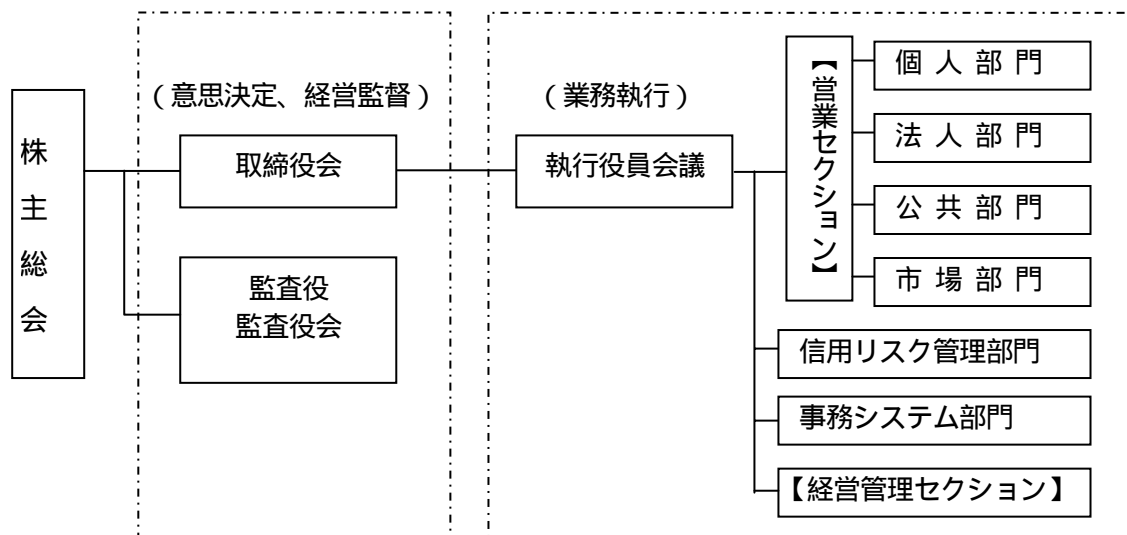 株主総会
（意思決定、経営監督）
取締役会
監査役
監査役会
（業務執行）
執行役員会議
【営業セクション】
個人部門
法人部門
公共部門
市場部門
信用リスク管理部門
事務システム部門
【経営管理セクション】